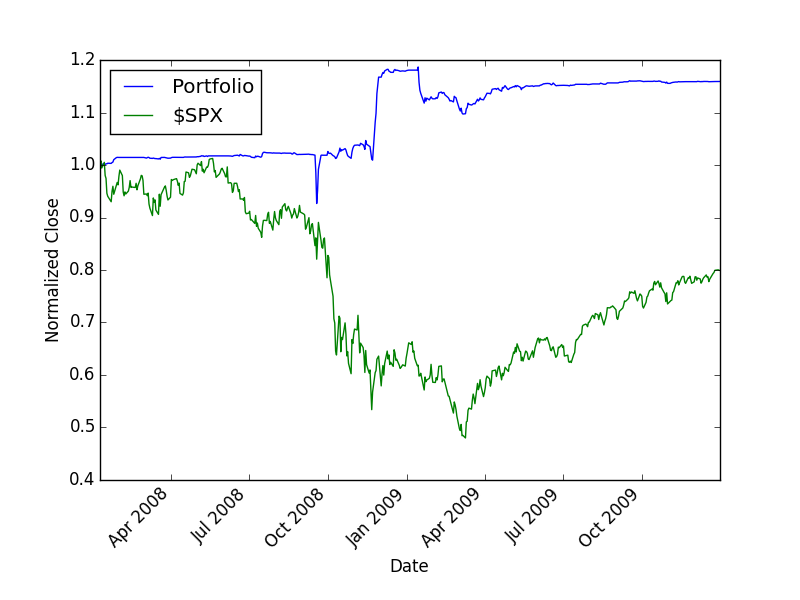 1.2
1.1
1.0
0.9
0.8
0.7
0.6
0.5
0.4
Normalized Close
Portfolio
$SPX
Apr 2008
Jul 2008
Oct 2008
Jan 2009
Apr 2009
Jul 2009
Oct 2009
Date